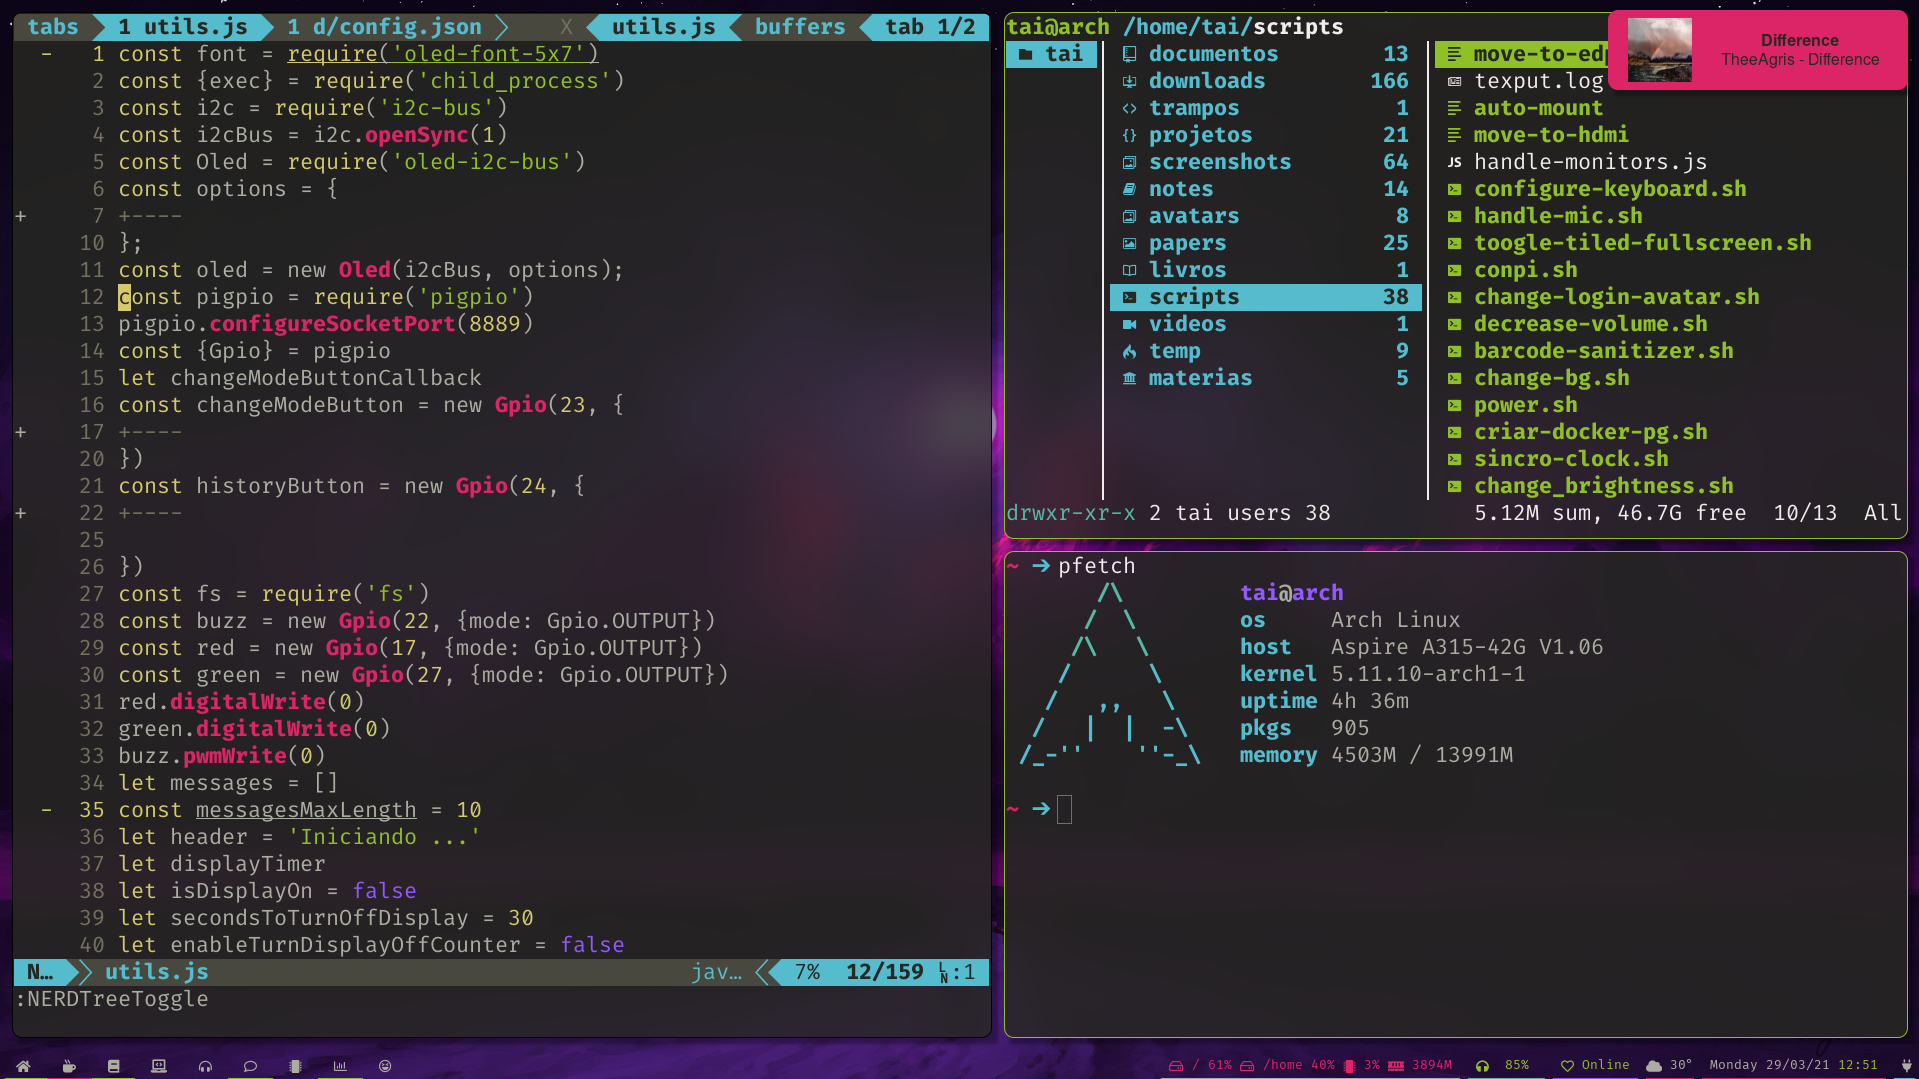 tabs 1 utils.js 1 d/config.json X utils.js buffers tab 1/2
- 1 const font = require('oled-font-5x7')
2 const {exec} = require('child_process')
3 const i2c = require('i2c-bus')
4 const i2cBus = i2c.openSync(1)
5 const Oled = require('oled-i2c-bus')
6 const options = {
+ 7 +----
10 };
11 const oled = new Oled(i2cBus, options);
12 const pigpio = require('pigpio')
13 pigpio.configureSocketPort(8889)
14 const {Gpio} = pigpio
15 let changeModeButtonCallback
16 const changeModeButton = new Gpio(23, {
+ 17 +----
20 })
21 const historyButton = new Gpio(24, {
+ 22 +----
25
26 })
27 const fs = require('fs')
28 const buzz = new Gpio(22, {mode: Gpio.OUTPUT})
29 const red = new Gpio(17, {mode: Gpio.OUTPUT})
30 const green = new Gpio(27, {mode: Gpio.OUTPUT})
31 red.digitalWrite(0)
32 green.digitalWrite(0)
33 buzz.pwmWrite(0)
34 let messages = []
- 35 const messagesMaxLength = 10
36 let header = 'Iniciando ...'
37 let displayTimer
38 let isDisplayOn = false
39 let secondsToTurnOffDisplay = 30
40 let enableTurnDisplayOffCounter = false
N… utils.js jav… 7% 12/159 LN:1
:NERDTreeToggle
tai@arch /home/tai/scripts
tai
documentos 13
downloads 166
trampos 1
projetos 21
screenshots 64
notes 14
avatars 8
papers 25
livros 1
scripts 38
videos 1
temp 9
materias 5
texput.log
auto-mount
move-to-hdmi
JS handle-monitors.js
configure-keyboard.sh
handle-mic.sh
toogle-tiled-fullscreen.sh
conpi.sh
change-login-avatar.sh
decrease-volume.sh
barcode-sanitizer.sh
change-bg.sh
power.sh
criar-docker-pg.sh
sincro-clock.sh
change_brightness.sh
drwxr-xr-x 2 tai users 38 5.12M sum, 46.7G free 10/13 All
Difference
TheeAgris - Difference
~ ➔ pfetch
tai@arch
os Arch Linux
host Aspire A315-42G V1.06
kernel 5.11.10-arch1-1
uptime 4h 36m
pkgs 905
memory 4503M / 13991M
~ ➔
/ 61% /home 40% 3% 3894M 85% Online 30° Monday 29/03/21 12:51